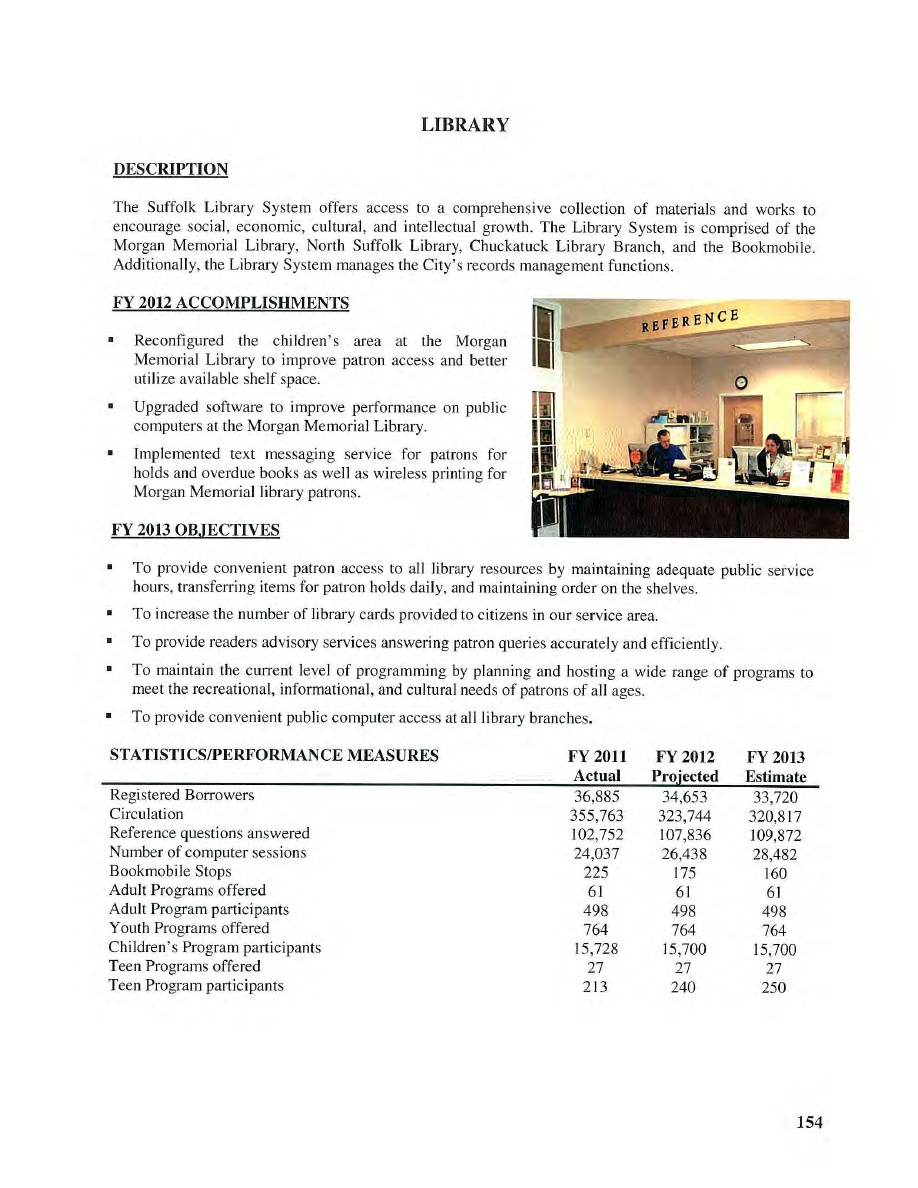 LIBRARY
DESCRIPTION
The Suffolk Library System offers access to a comprehensive collection of materials and works to
encourage social, economic, cultural, and intellectual growth. The Library System is comprised of the
Morgan Memorial Library, North Suffolk Library, Chuckatuck Library Branch, and the Bookmobile.
Additionally, the Library System manages the City's records management functions.
FY 2012 ACCOMPLISHMENTS
▪ Reconfigured the children's area at the Morgan
Memorial Library to improve patron access and better
utilize available shelf space.
▪ Upgraded software to improve performance on public
computers at the Morgan Memorial Library.
▪ Implemented text messaging service for patrons for
holds and overdue books as well as wireless printing for
Morgan Memorial library patrons.
REFERENCE
FY 2013 OBJECTIVES
▪ To provide convenient patron access to all library resources by maintaining adequate public service
hours, transferring items for patron holds daily, and maintaining order on the shelves.
▪ To increase the number of library cards provided to citizens in our service area.
▪ To provide readers advisory services answering patron queries accurately and efficiently.
▪ To maintain the current level of programming by planning and hosting a wide range of programs to
meet the recreational, informational, and cultural needs of patrons of all ages.
▪ To provide convenient public computer access at all library branches.
STATISTICS/PERFORMANCE MEASURES FY 2011 FY 2012 FY 2013
Actual Projected Estimate
Registered Borrowers 36,885 34,653 33,720
Circulation 355,763 323,744 320,817
Reference questions answered 102,752 107,836 109,872
Number of computer sessions 24,037 26,438 28,482
Bookmobile Stops 225 175 160
Adult Programs offered 61 61 61
Adult Program participants 498 498 498
Youth Programs offered 764 764 764
Children's Program participants 15,728 15,700 15,700
Teen Programs offered 27 27 27
Teen Program participants 213 240 250
154